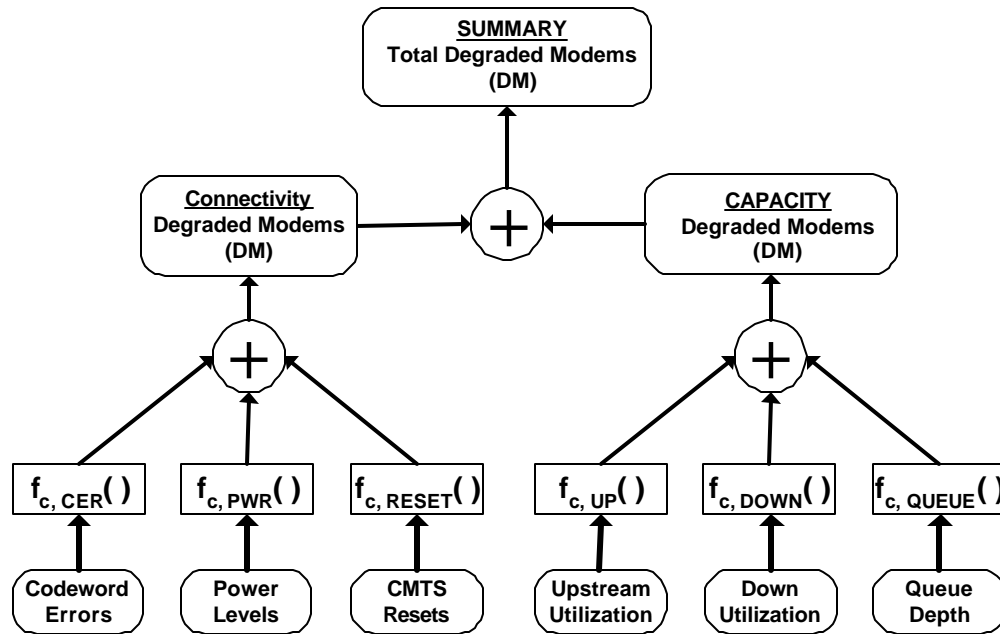 SUMMARY
Total Degraded Modems
(DM)
Connectivity
Degraded Modems
(DM)
+
CAPACITY
Degraded Modems
(DM)
+
+
f c, CER ( )
f c, PWR ( )
f c, RESET ( )
f c, UP ( )
f c, DOWN ( )
f c, QUEUE ( )
Codeword
Errors
Power
Levels
CMTS
Resets
Upstream
Utilization
Down
Utilization
Queue
Depth